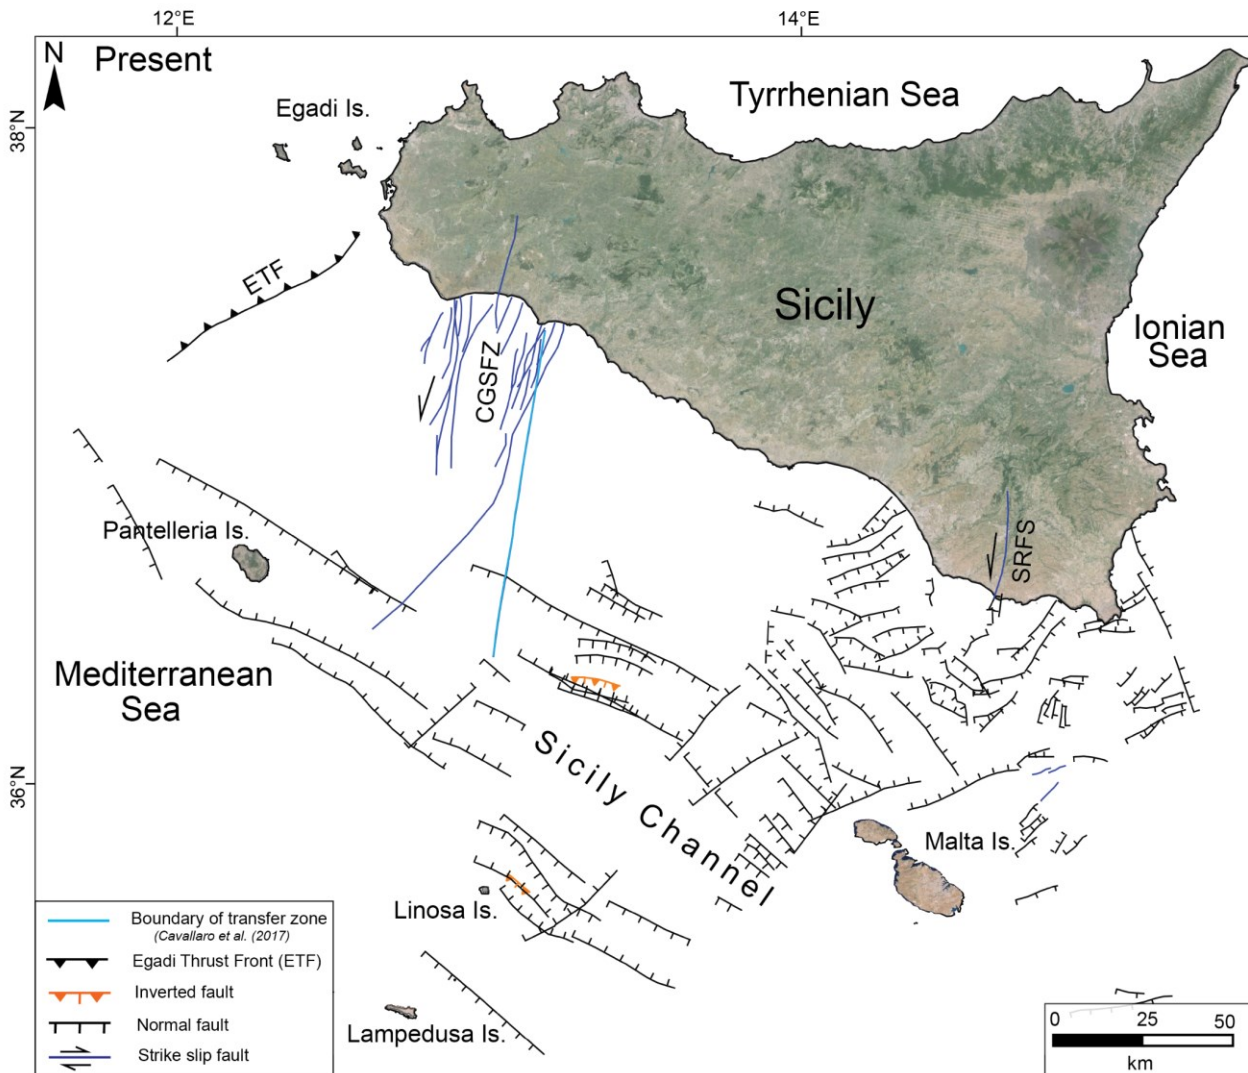 12°E
14°E
N
Present
Tyrrhenian Sea
Egadi Is.
38°N
ETF
Sicily
Ionian
Sea
CGSFZ
Pantelleria Is.
SRFS
Mediterranean
Sea
Sicily Channel
36°N
Malta Is.
Linosa Is.
Lampedusa Is.
Boundary of transfer zone
(Cavallaro et al. (2017)
Egadi Thrust Front (ETF)
Inverted fault
Normal fault
Strike slip fault
0 25 50
km